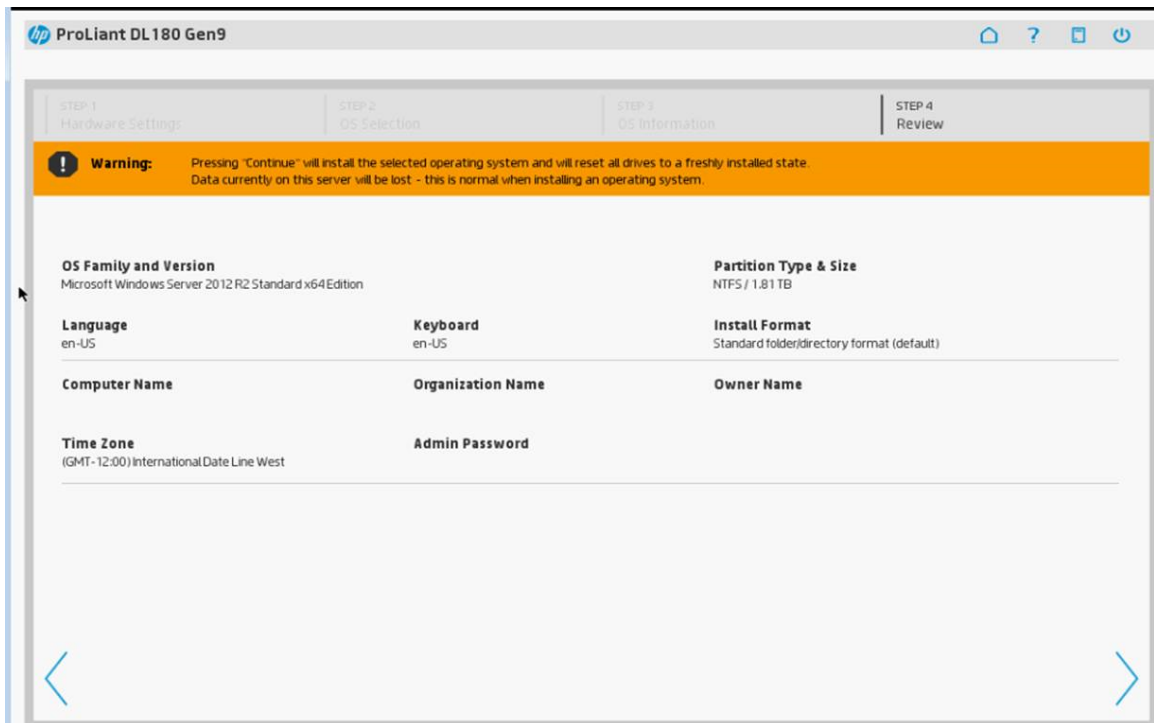 hp ProLiant DL180 Gen9 ?
STEP 1 STEP 2 STEP 3 STEP 4
Hardware Settings OS Selection OS Information Review
! Warning: Pressing "Continue" will install the selected operating system and will reset all drives to a freshly installed state.
Data currently on this server will be lost - this is normal when installing an operating system.
OS Family and Version Partition Type & Size
Microsoft Windows Server 2012 R2 Standard x64 Edition NTFS / 1.81 TB
Language Keyboard Install Format
en-US en-US Standard folder/directory format (default)
Computer Name Organization Name Owner Name
Time Zone Admin Password
(GMT-12:00) International Date Line West